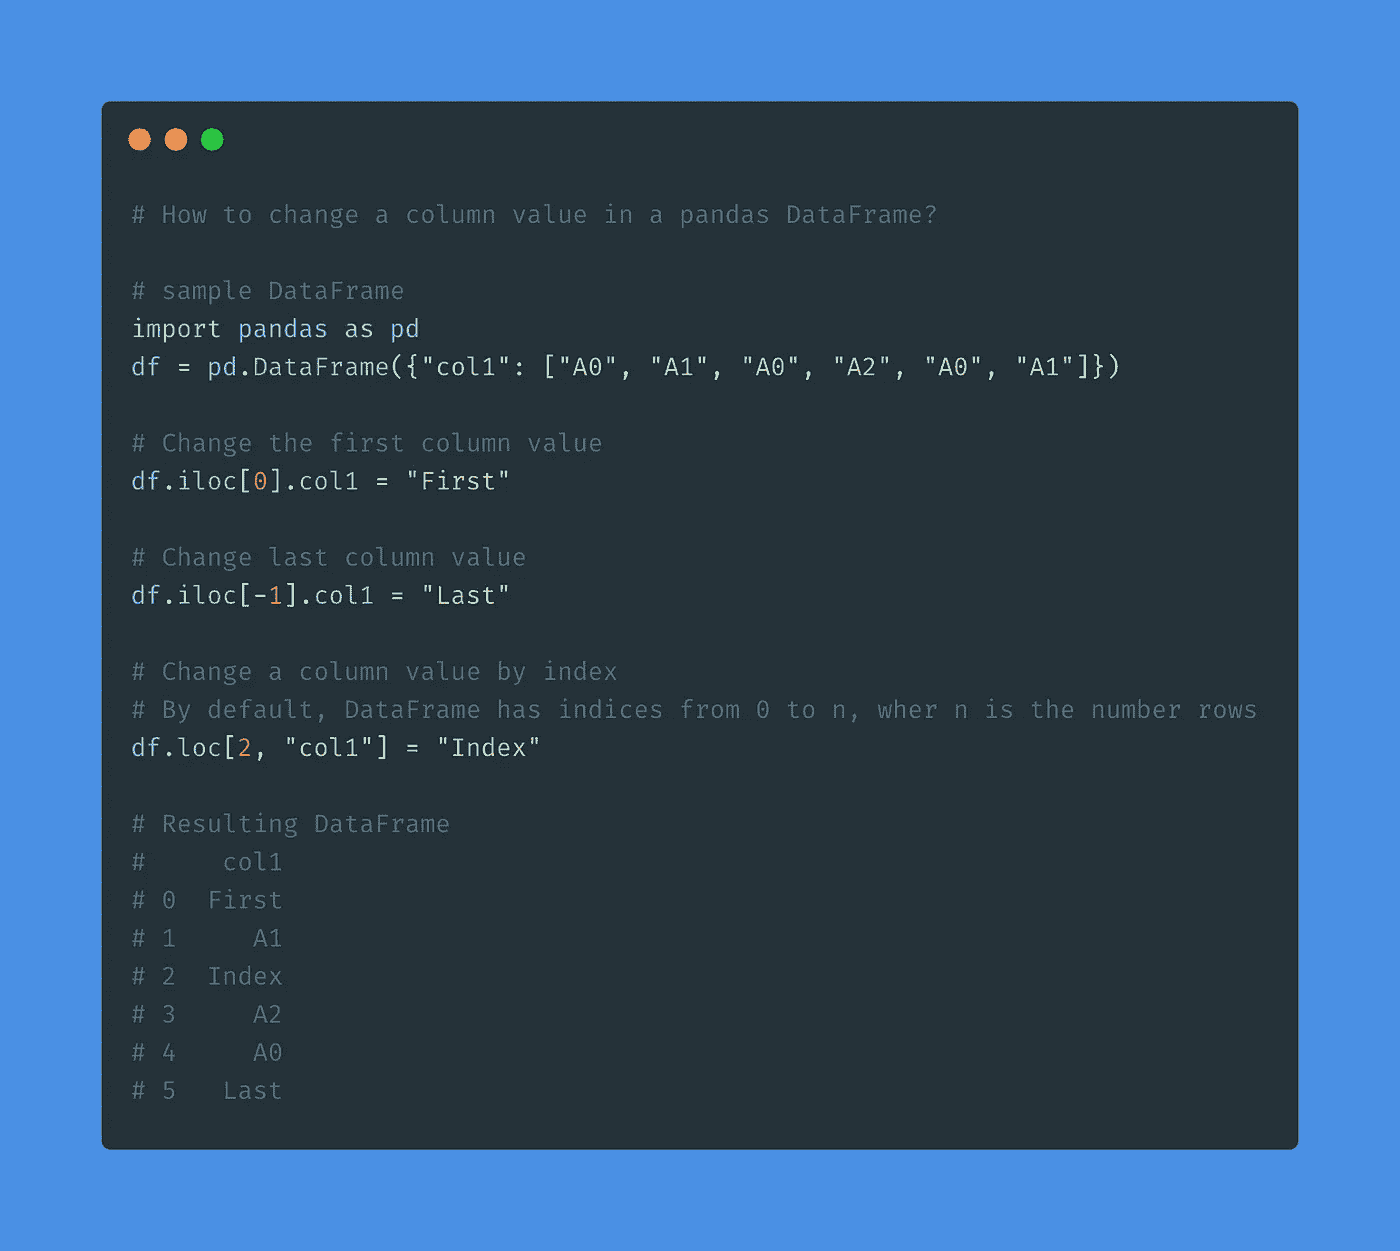 # How to change a column value in a pandas DataFrame?
# sample DataFrame
import pandas as pd
df = pd.DataFrame({"col1": ["A0", "A1", "A0", "A2", "A0", "A1"]})
# Change the first column value
df.iloc[0].col1 = "First"
# Change last column value
df.iloc[-1].col1 = "Last"
# Change a column value by index
# By default, DataFrame has indices from 0 to n, wher n is the number rows
df.loc[2, "col1"] = "Index"
# Resulting DataFrame
#     col1
# 0  First
# 1     A1
# 2  Index
# 3     A2
# 4     A0
# 5   Last